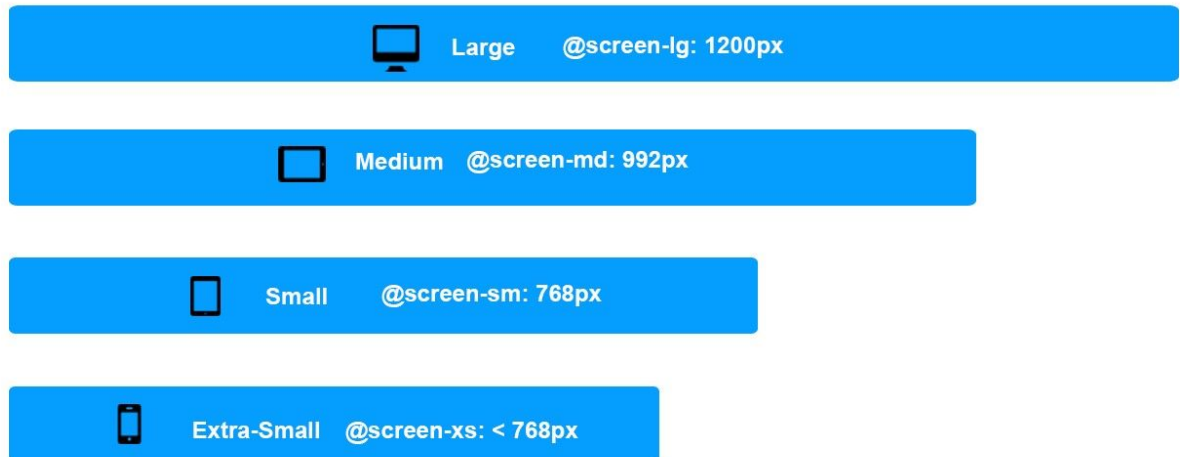 Large @screen-lg: 1200px
Medium @screen-md: 992px
Small @screen-sm: 768px
Extra-Small @screen-xs: < 768px